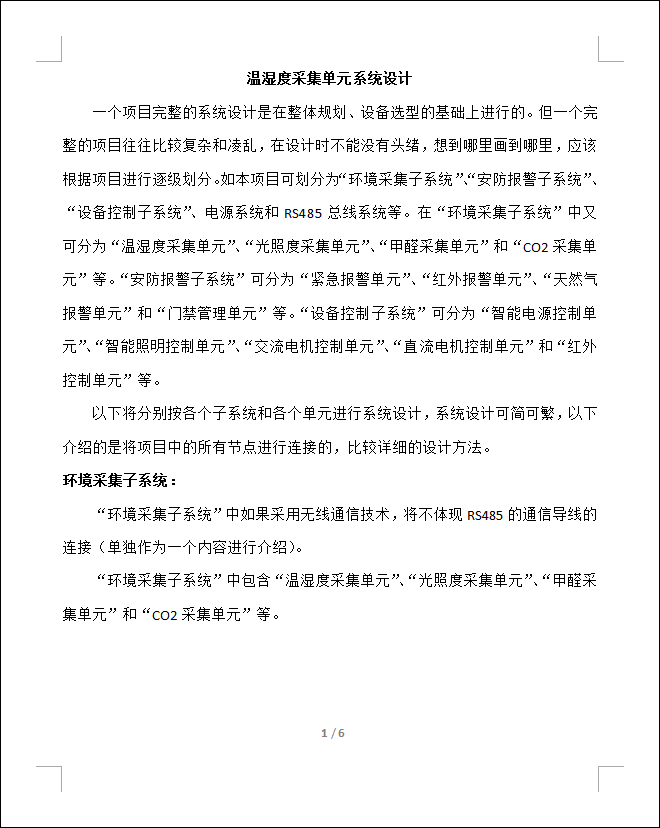 温湿度采集单元系统设计
一个项目完整的系统设计是在整体规划、设备选型的基础上进行的。但一个完
整的项目往往比较复杂和凌乱，在设计时不能没有头绪，想到哪里画到哪里，应该
根据项目进行逐级划分。如本项目可划分为“环境采集子系统”、“安防报警子系统”、
“设备控制子系统”、电源系统和 RS485 总线系统等。在“环境采集子系统”中又
可分为“温湿度采集单元”、“光照度采集单元”、“甲醛采集单元”和“CO2 采集单
元”等。“安防报警子系统”可分为“紧急报警单元”、“红外报警单元”、“天然气
报警单元”和“门禁管理单元”等。“设备控制子系统”可分为“智能电源控制单
元”、“智能照明控制单元”、“交流电机控制单元”、“直流电机控制单元”和“红外
控制单元”等。
以下将分别按各个子系统和各个单元进行系统设计，系统设计可简可繁，以下
介绍的是将项目中的所有节点进行连接的，比较详细的设计方法。
环境采集子系统：
“环境采集子系统”中如果采用无线通信技术，将不体现 RS485 的通信导线的
连接（单独作为一个内容进行介绍）。
“环境采集子系统”中包含“温湿度采集单元”、“光照度采集单元”、“甲醛采
集单元”和“CO2 采集单元”等。
1 / 6